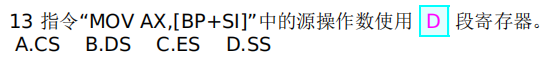 13 指令“MOV AX,[BP+SI]”中的源操作数使用 D 段寄存器。
A.CS B.DS C.ES D.SS